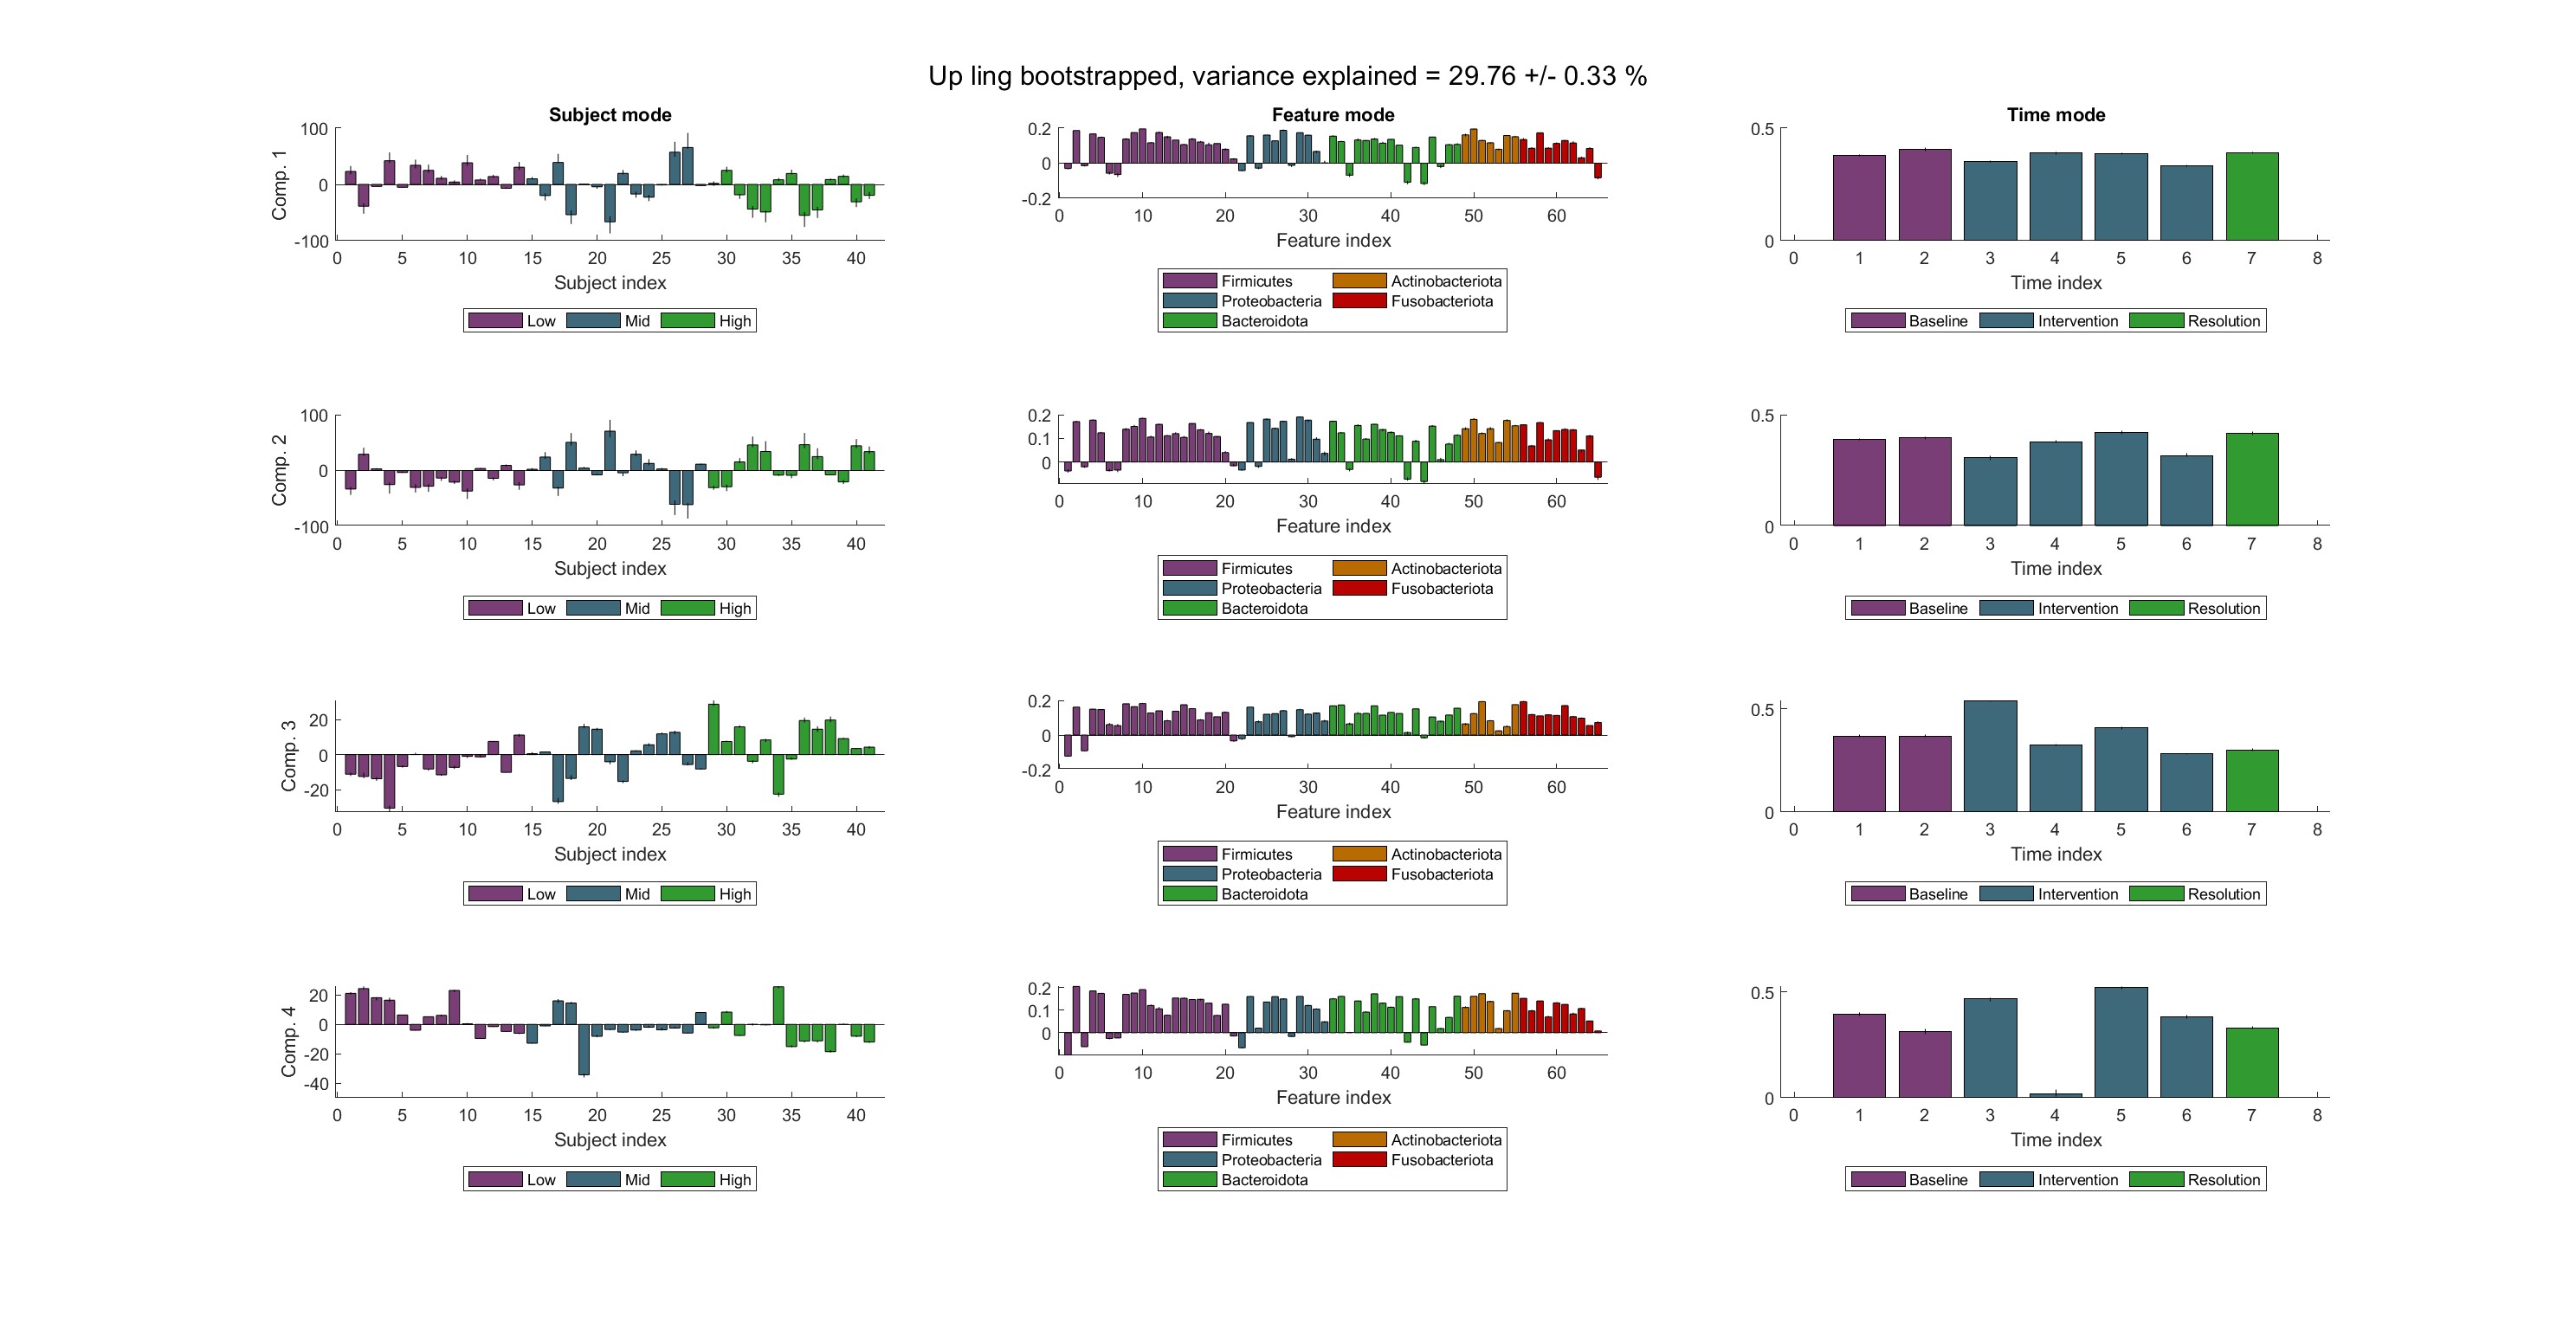 Up ling bootstrapped, variance explained = 29.76 +/- 0.33 %
Subject mode
Comp. 1
100
0
-100
0 5 10 15 20 25 30 35 40
Subject index
Low Mid High
Feature mode
0.2
0
-0.2
0 10 20 30 40 50 60
Feature index
Firmicutes Actinobacteriota
Proteobacteria Fusobacteriota
Bacteroidota
Time mode
0.5
0
0 1 2 3 4 5 6 7 8
Time index
Baseline Intervention Resolution
Comp. 2
100
0
-100
0 5 10 15 20 25 30 35 40
Subject index
Low Mid High
0.2
0.1
0
0 10 20 30 40 50 60
Feature index
Firmicutes Actinobacteriota
Proteobacteria Fusobacteriota
Bacteroidota
0.5
0
0 1 2 3 4 5 6 7 8
Time index
Baseline Intervention Resolution
Comp. 3
20
0
-20
0 5 10 15 20 25 30 35 40
Subject index
Low Mid High
0.2
0
-0.2
0 10 20 30 40 50 60
Feature index
Firmicutes Actinobacteriota
Proteobacteria Fusobacteriota
Bacteroidota
0.5
0
0 1 2 3 4 5 6 7 8
Time index
Baseline Intervention Resolution
Comp. 4
20
0
-20
-40
0 5 10 15 20 25 30 35 40
Subject index
Low Mid High
0.2
0.1
0
0 10 20 30 40 50 60
Feature index
Firmicutes Actinobacteriota
Proteobacteria Fusobacteriota
Bacteroidota
0.5
0
0 1 2 3 4 5 6 7 8
Time index
Baseline Intervention Resolution